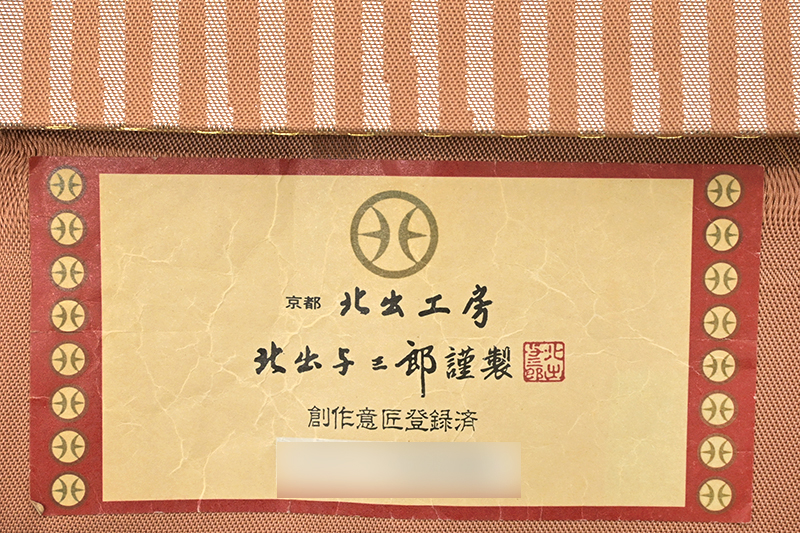 京都 北出工房
北出与三郎謹製
創作意匠登録済